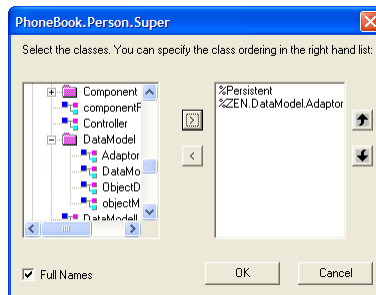 PhoneBook.Person.Super
Select the classes. You can specify the class ordering in the right hand list:
Component
componentF
Controller
DataModel
Adaptor
DataMo
ObjectD
objectM
DataModelI
%Persistent
%ZEN.DataModel.Adaptor
>
<
Full Names
OK
Cancel